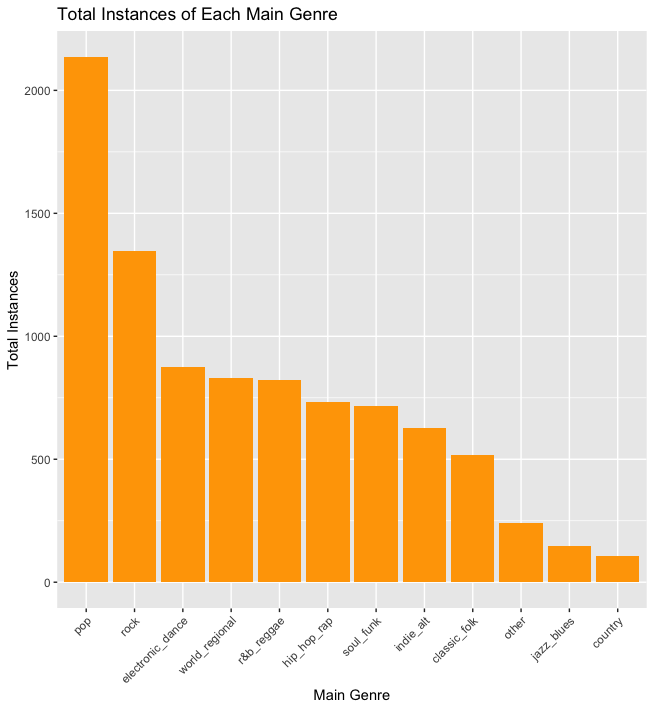 Total Instances of Each Main Genre
Total Instances
2000
1500
1000
500
0
pop
rock
electronic_dance
world_regional
r&b_reggae
hip_hop_rap
soul_funk
indie_alt
classic_folk
other
jazz_blues
country
Main Genre